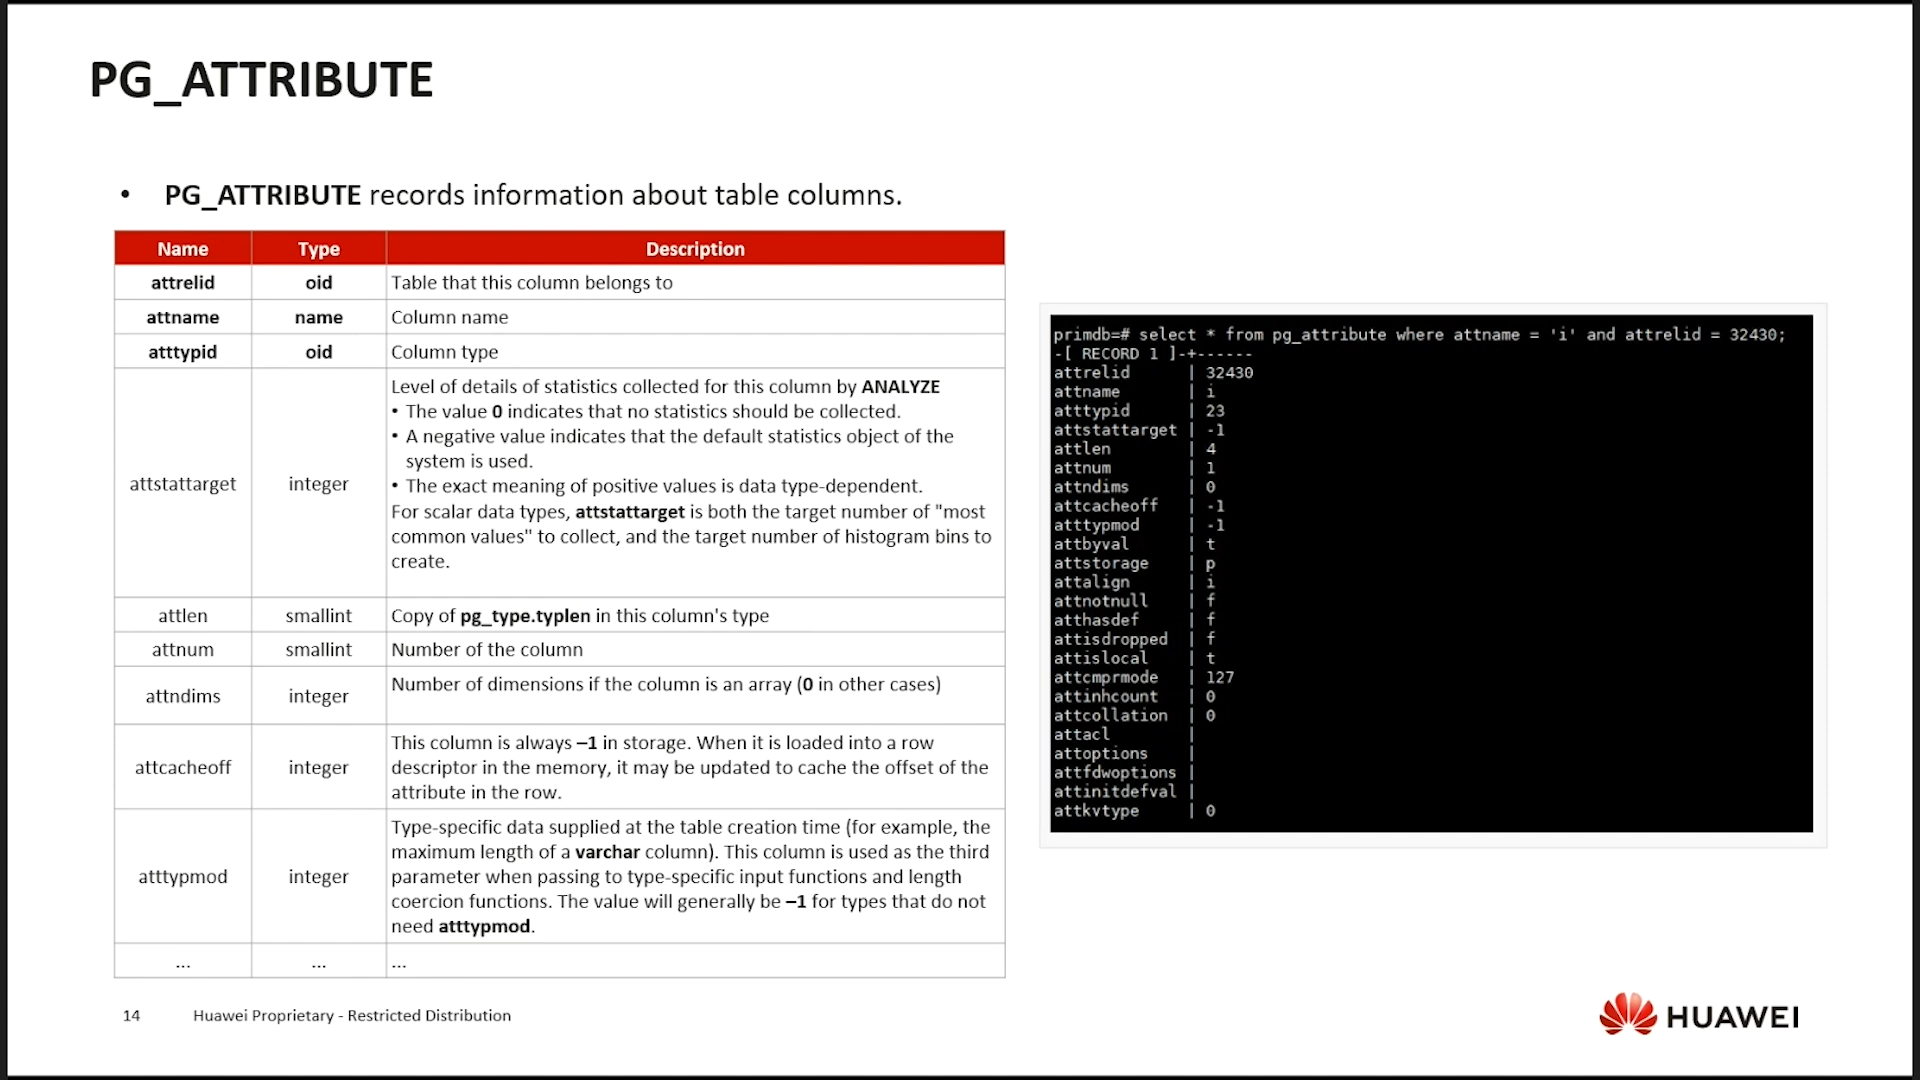 PG_ATTRIBUTE
• PG_ATTRIBUTE records information about table columns.
Name Type Description
attrelid oid Table that this column belongs to
attname name Column name
atttypid oid Column type
attstattarget integer Level of details of statistics collected for this column by ANALYZE
• The value 0 indicates that no statistics should be collected.
• A negative value indicates that the default statistics object of the
system is used.
• The exact meaning of positive values is data type-dependent.
For scalar data types, attstattarget is both the target number of "most
common values" to collect, and the target number of histogram bins to
create.
attlen smallint Copy of pg_type.typlen in this column's type
attnum smallint Number of the column
attndims integer Number of dimensions if the column is an array (0 in other cases)
attcacheoff integer This column is always –1 in storage. When it is loaded into a row
descriptor in the memory, it may be updated to cache the offset of the
attribute in the row.
atttypmod integer Type-specific data supplied at the table creation time (for example, the
maximum length of a varchar column). This column is used as the third
parameter when passing to type-specific input functions and length
coercion functions. The value will generally be –1 for types that do not
need atttypmod.
... ... ...
primdb=# select * from pg_attribute where attname = 'i' and attrelid = 32430;
-[ RECORD 1 ]-+------
attrelid | 32430
attname | i
atttypid | 23
attstattarget | -1
attlen | 4
attnum | 1
attndims | 0
attcacheoff | -1
atttypmod | -1
attbyval | t
attstorage | p
attalign | i
attnotnull | f
atthasdef | f
attisdropped | f
attislocal | t
attcmprmode | 127
attinhcount | 0
attcollation | 0
attacl |
attoptions |
attfdwoptions |
attinitdefval |
attkvtype | 0
14 Huawei Proprietary - Restricted Distribution
HUAWEI